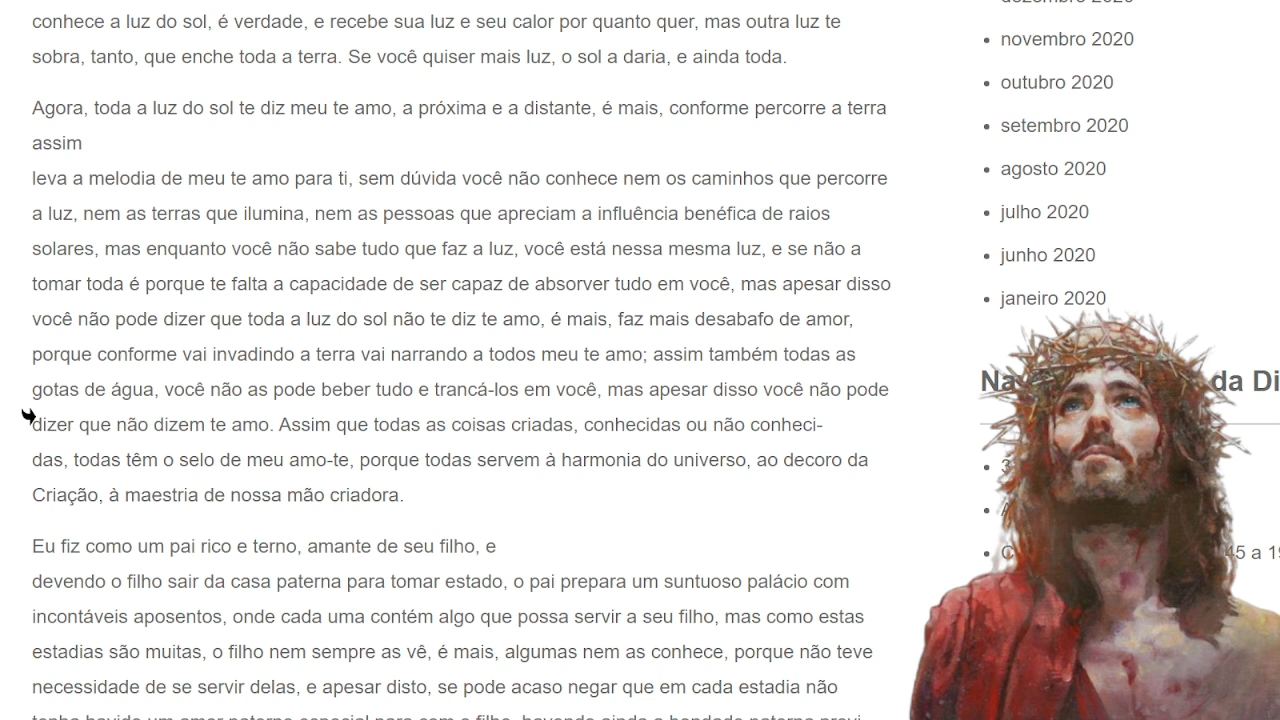 conhece a luz do sol, é verdade, e recebe sua luz e seu calor por quanto quer, mas outra luz te
sobra, tanto, que enche toda a terra. Se você quiser mais luz, o sol a daria, e ainda toda.
Agora, toda a luz do sol te diz meu te amo, a próxima e a distante, é mais, conforme percorre a terra
assim
leva a melodia de meu te amo para ti, sem dúvida você não conhece nem os caminhos que percorre
a luz, nem as terras que ilumina, nem as pessoas que apreciam a influência benéfica de raios
solares, mas enquanto você não sabe tudo que faz a luz, você está nessa mesma luz, e se não a
tomar toda é porque te falta a capacidade de ser capaz de absorver tudo em você, mas apesar disso
você não pode dizer que toda a luz do sol não te diz te amo, é mais, faz mais desabafo de amor,
porque conforme vai invadindo a terra vai narrando a todos meu te amo; assim também todas as
gotas de água, você não as pode beber tudo e trancá-los em você, mas apesar disso você não pode
dizer que não dizem te amo. Assim que todas as coisas criadas, conhecidas ou não conheci-
das, todas têm o selo de meu amo-te, porque todas servem à harmonia do universo, ao decoro da
Criação, à maestria de nossa mão criadora.
Eu fiz como um pai rico e terno, amante de seu filho, e
devendo o filho sair da casa paterna para tomar estado, o pai prepara um suntuoso palácio com
incontáveis aposentos, onde cada uma contém algo que possa servir a seu filho, mas como estas
estadias são muitas, o filho nem sempre as vê, é mais, algumas nem as conhece, porque não teve
necessidade de se servir delas, e apesar disto, se pode acaso negar que em cada estadia não
dezembro 2020
novembro 2020
outubro 2020
setembro 2020
agosto 2020
julho 2020
junho 2020
janeiro 2020
da